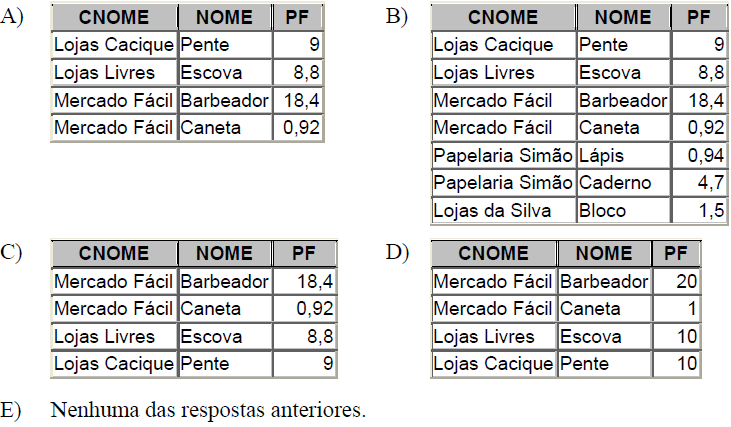 A)
CNOME NOME PF
Lojas Cacique Pente 9
Lojas Livres Escova 8,8
Mercado Fácil Barbeador 18,4
Mercado Fácil Caneta 0,92
B)
CNOME NOME PF
Lojas Cacique Pente 9
Lojas Livres Escova 8,8
Mercado Fácil Barbeador 18,4
Mercado Fácil Caneta 0,92
Papelaria Simão Lápis 0,94
Papelaria Simão Caderno 4,7
Lojas da Silva Bloco 1,5
C)
CNOME NOME PF
Mercado Fácil Barbeador 18,4
Mercado Fácil Caneta 0,92
Lojas Livres Escova 8,8
Lojas Cacique Pente 9
D)
CNOME NOME PF
Mercado Fácil Barbeador 20
Mercado Fácil Caneta 1
Lojas Livres Escova 10
Lojas Cacique Pente 10
E) Nenhuma das respostas anteriores.